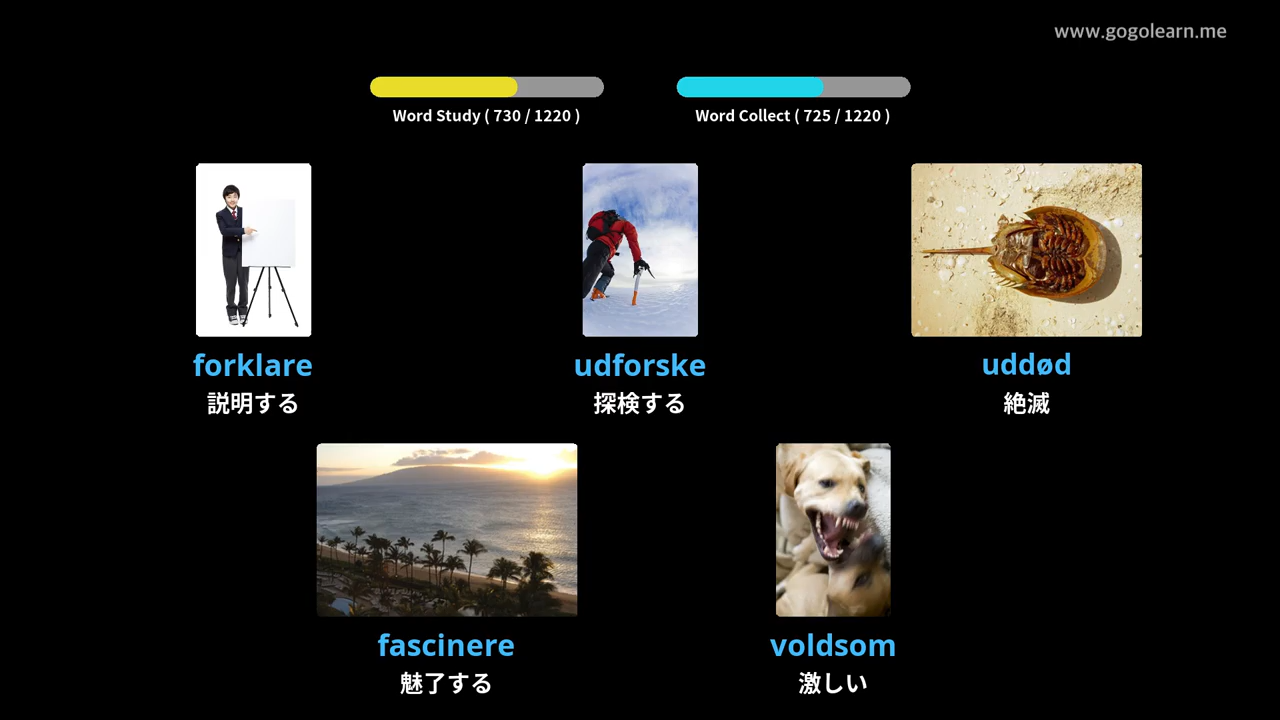 www.gogolearn.me
Word Study ( 730 / 1220 )
Word Collect ( 725 / 1220 )
forklare
説明する
udforske
探検する
uddød
絶滅
fascinere
魅了する
voldsom
激しい